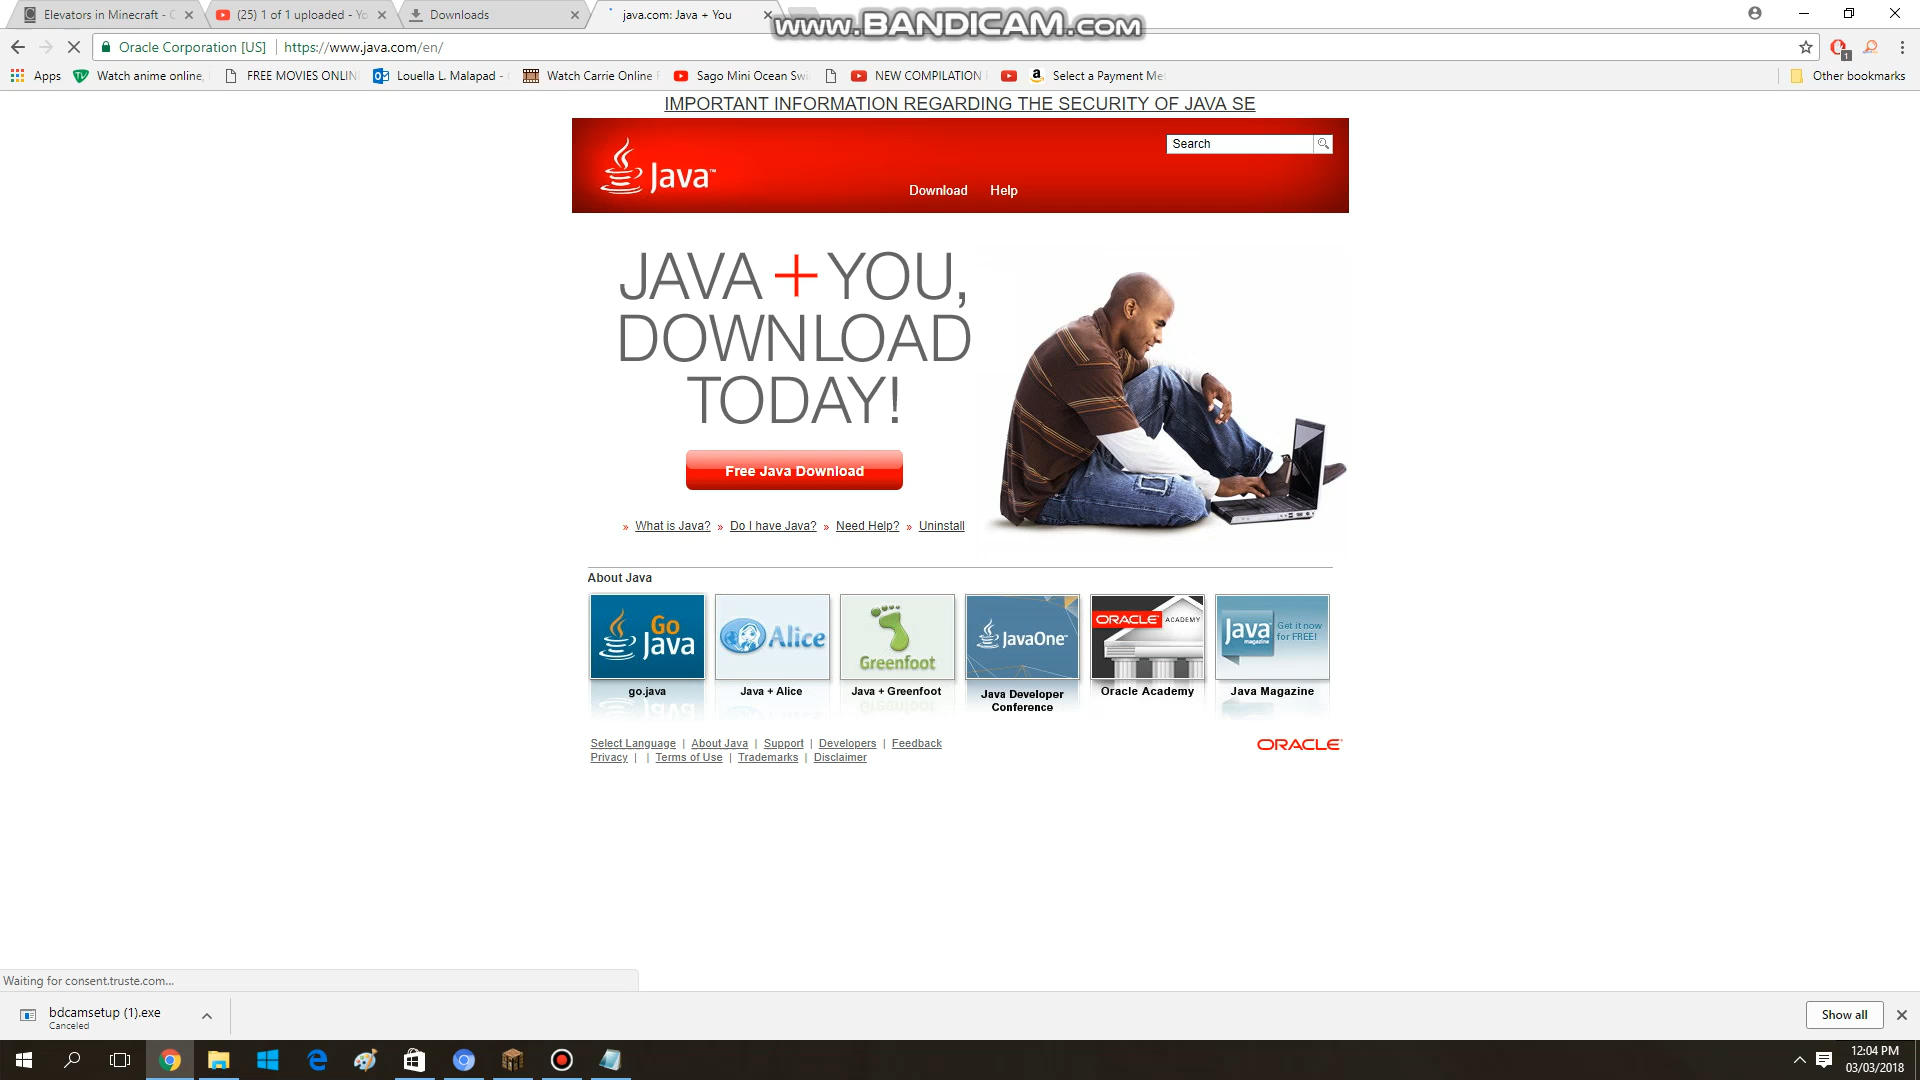 Elevators in Minecraft - C
(25) 1 of 1 uploaded - Yo
Downloads
java.com: Java + You
www.BANDICAM.com
Oracle Corporation [US]
https://www.java.com/en/
1
Apps
Watch anime online,
FREE MOVIES ONLIN
Louella L. Malapad -
Watch Carrie Online
Sago Mini Ocean Sw
NEW COMPILATION
Select a Payment Me
Other bookmarks
IMPORTANT INFORMATION REGARDING THE SECURITY OF JAVA SE
Java™
Search
Download Help
JAVA + YOU,
DOWNLOAD
TODAY!
Free Java Download
» What is Java? » Do I have Java? » Need Help? » Uninstall
About Java
Go
Java
Alice
Greenfoot
JavaOne™
ORACLE ACADEMY
Java magazine
Get it now
for FREE!
go.java
Java + Alice
Java + Greenfoot
Java Developer
Conference
Oracle Academy
Java Magazine
Select Language | About Java | Support | Developers | Feedback
Privacy | | Terms of Use | Trademarks | Disclaimer
ORACLE
Waiting for consent.truste.com...
bdcamsetup (1).exe
Canceled
Show all
12:04 PM
03/03/2018